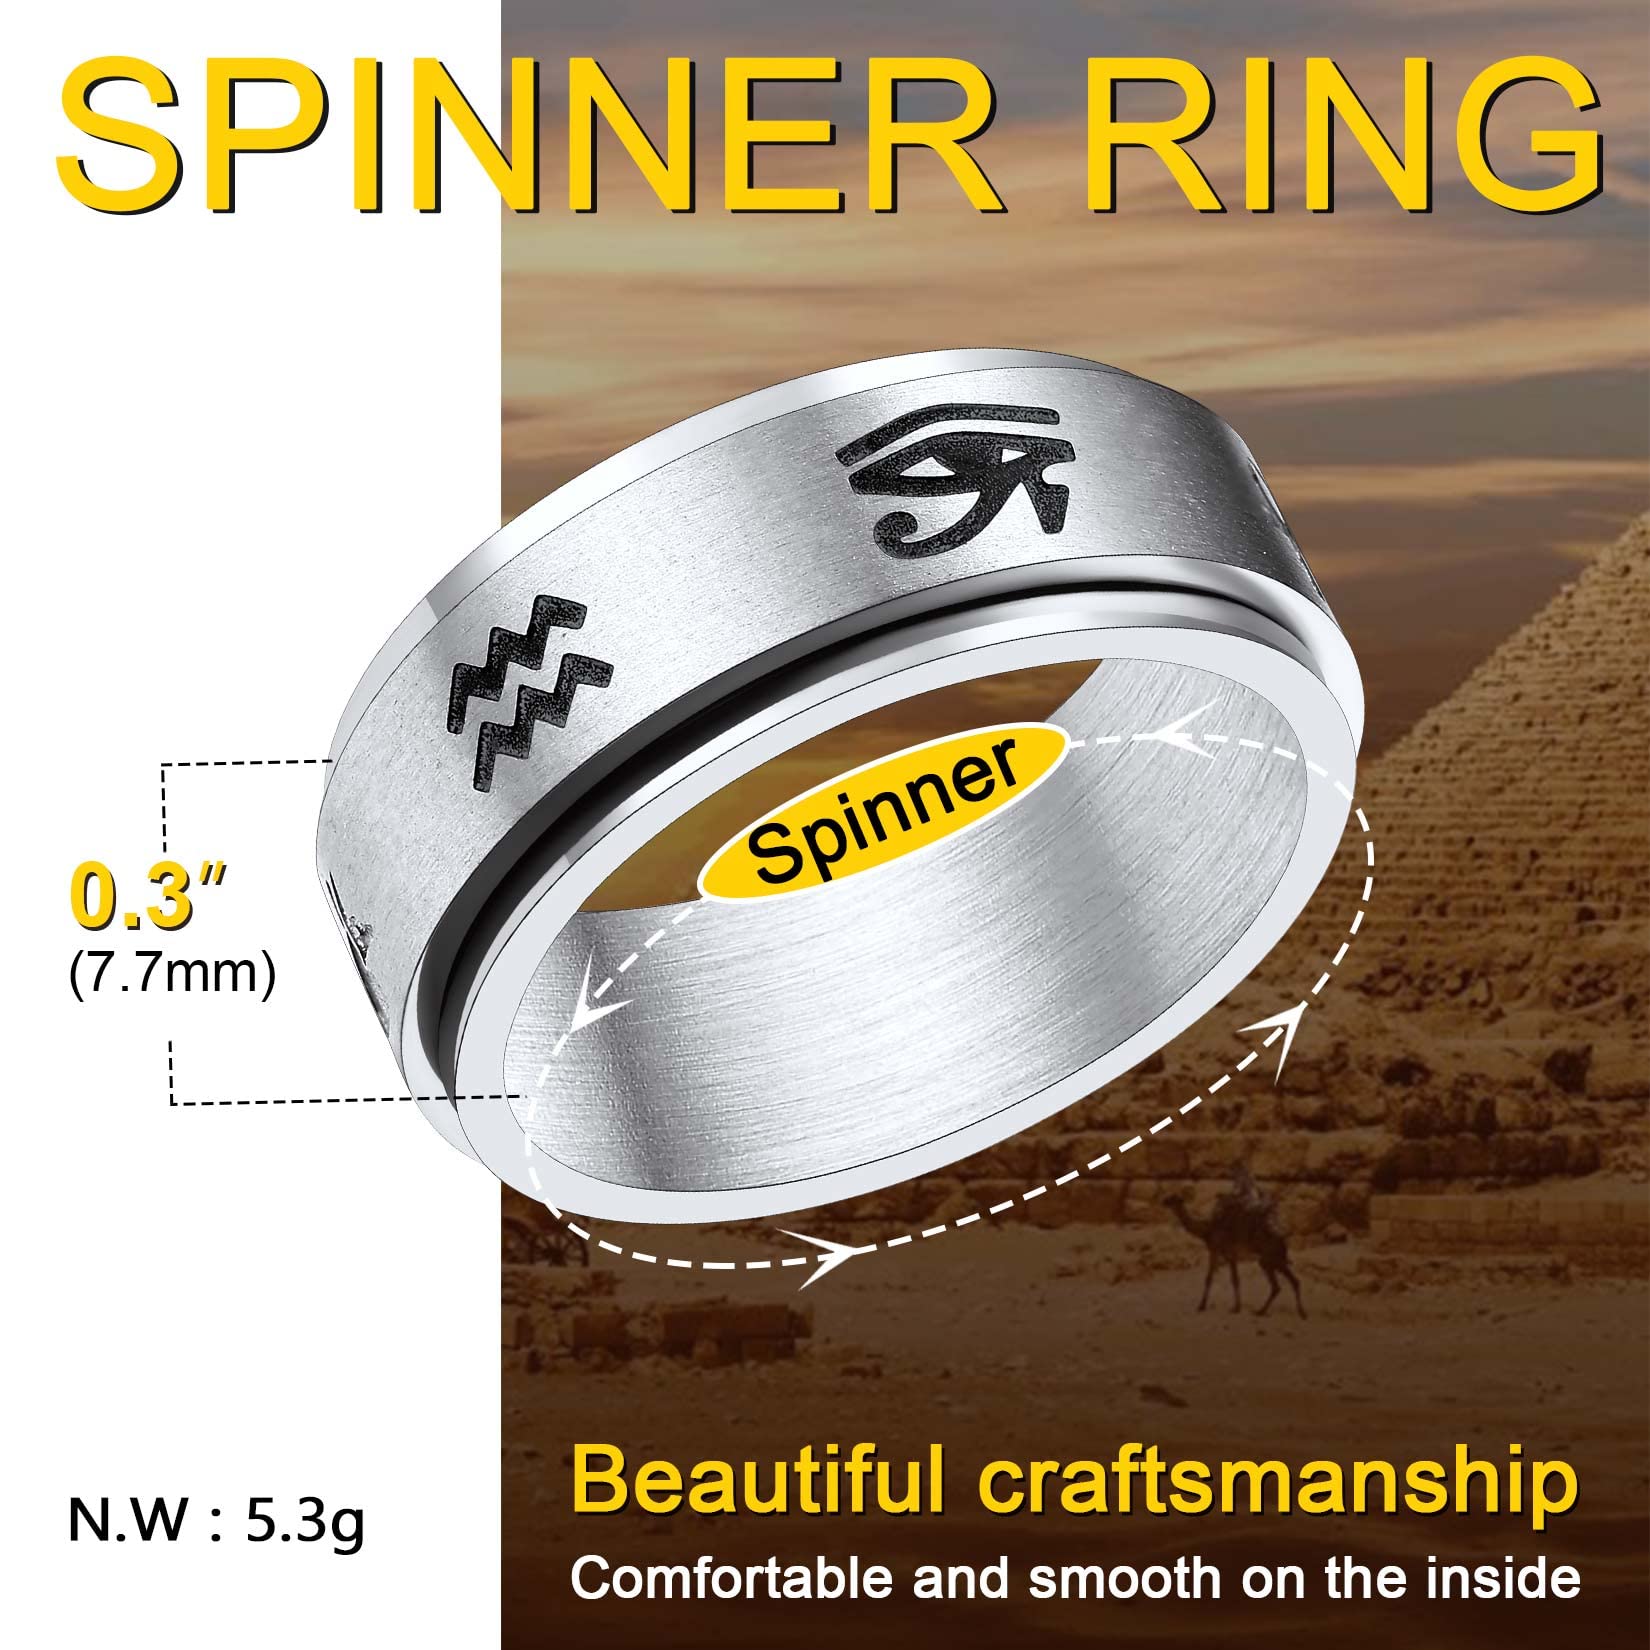 SPINNER RING
Spinner
0.3"
(7.7mm)
N.W : 5.3g
Beautiful craftsmanship
Comfortable and smooth on the inside